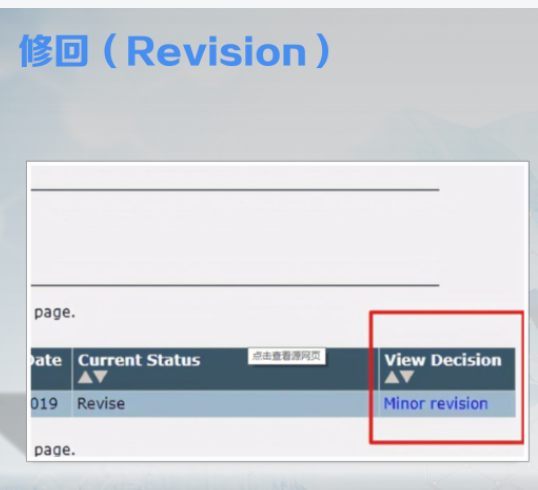 修回（Revision）
page.
Date Current Status 点击查看源网页 View Decision
019 Revise Minor revision
page.